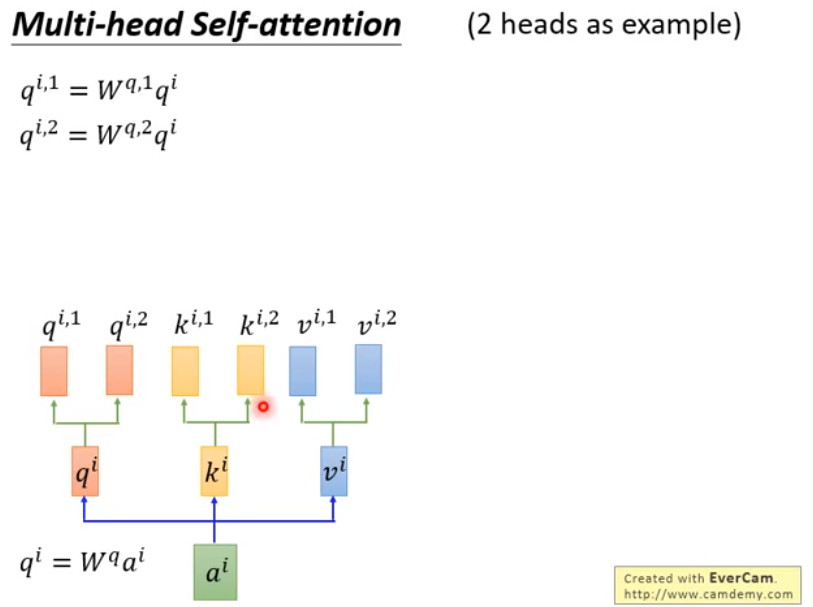 Multi-head Self-attention (2 heads as example)
q^{i,1} = W^{q,1}q^i
q^{i,2} = W^{q,2}q^i
q^{i,1} q^{i,2} k^{i,1} k^{i,2} v^{i,1} v^{i,2}
q^i k^i v^i
q^i = W^q a^i a^i
Created with EverCam.
http://www.camdemy.com